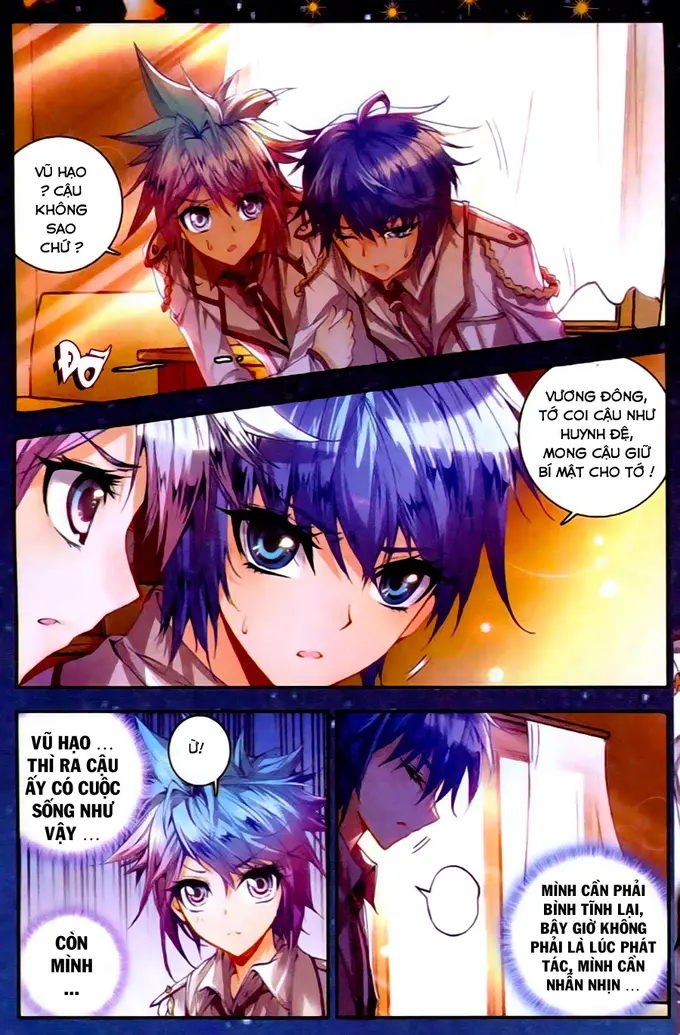 VŨ HẠO
? CẬU
KHÔNG
SAO
CHỨ ?
ĐỠ
VƯƠNG ĐÔNG,
TỚ COI CẬU NHƯ
HUYNH ĐỆ,
MONG CẬU GIỮ
BÍ MẬT CHO TỚ !
VŨ HẠO ...
THÌ RA CẬU
ẤY CÓ CUỘC
SỐNG NHƯ
VẬY ...
Ừ!
CÒN
MÌNH
...
MÌNH CẦN PHẢI
BÌNH TĨNH LẠI,
BÂY GIỜ KHÔNG
PHẢI LÀ LÚC PHÁT
TÁC, MÌNH CẦN
NHẪN NHỊN ...